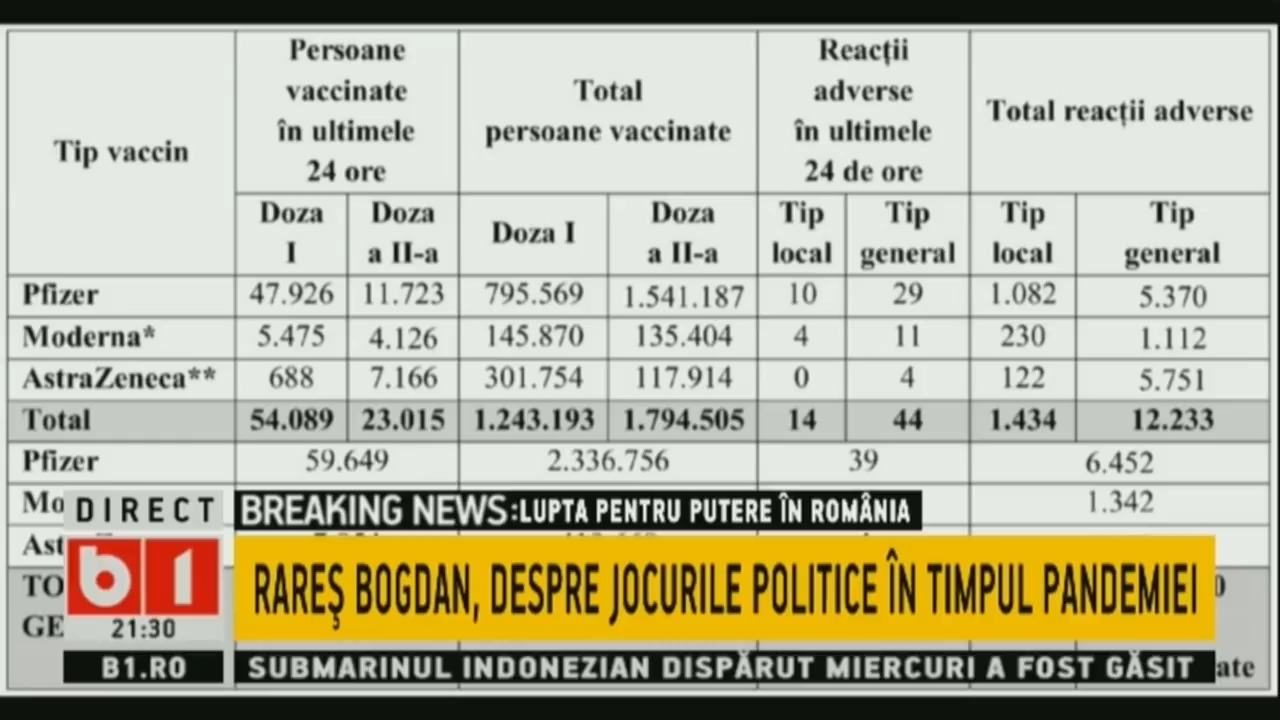 Tip vaccin
Persoane
vaccinate
în ultimele
24 ore
Total
persoane vaccinate
Reacții
adverse
în ultimele
24 de ore
Total reacții adverse
Doza
I
Doza
a II-a
Doza I
Doza
a II-a
Tip
local
Tip
general
Tip
local
Tip
general
Pfizer 47.926 11.723 795.569 1.541.187 10 29 1.082 5.370
Moderna* 5.475 4.126 145.870 135.404 4 11 230 1.112
AstraZeneca** 688 7.166 301.754 117.914 0 4 122 5.751
Total 54.089 23.015 1.243.193 1.794.505 14 44 1.434 12.233
Pfizer 59.649 2.336.756 39 6.452
Mo 1.342
DIRECT
BREAKING NEWS:LUPTA PENTRU PUTERE ÎN ROMÂNIA
Ast
TO
GE
b1
21:30
RAREȘ BOGDAN, DESPRE JOCURILE POLITICE ÎN TIMPUL PANDEMIEI
B1.RO
SUBMARINUL INDONEZIAN DISPĂRUT MIERCURI A FOST GĂSIT
ate